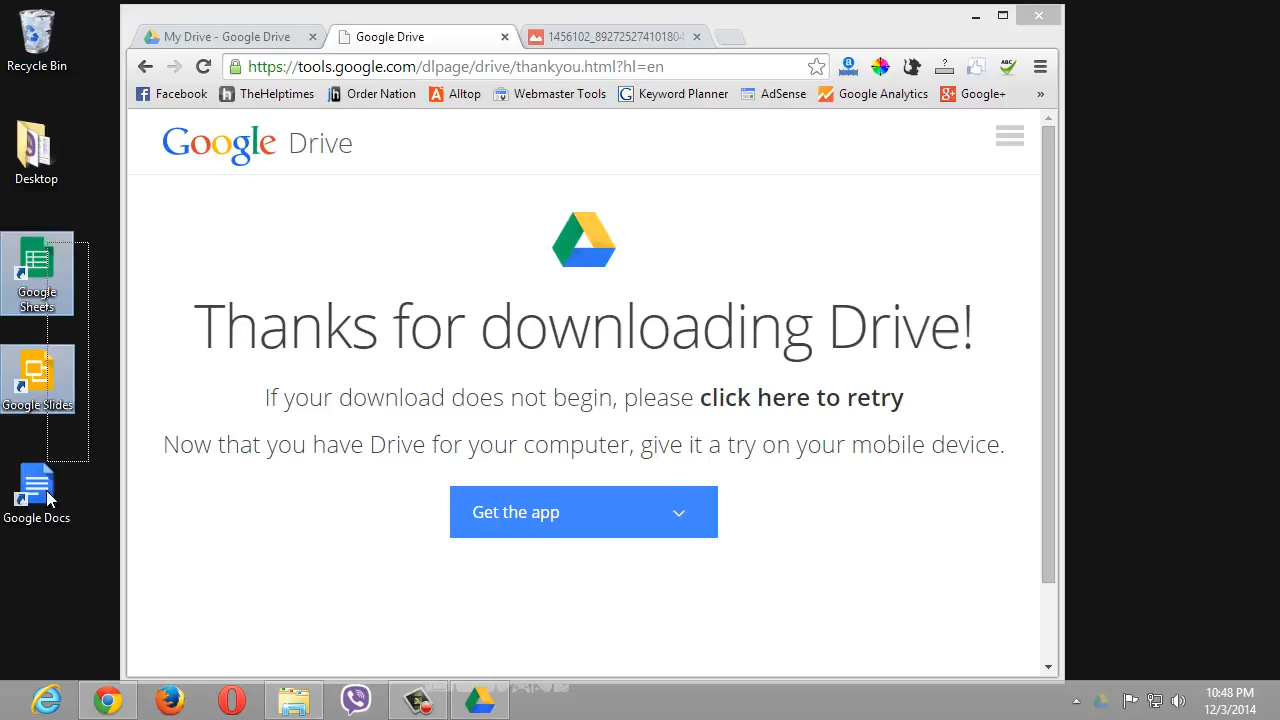 Recycle Bin
Desktop
Google
Sheets
Google Slides
Google Docs
My Drive - Google Drive
Google Drive
1456102_892725274101804
https://tools.google.com/dlpage/drive/thankyou.html?hl=en
Facebook
TheHelptimes
Order Nation
Alltop
Webmaster Tools
Keyword Planner
AdSense
Google Analytics
Google+
»
Google Drive
Thanks for downloading Drive!
If your download does not begin, please click here to retry
Now that you have Drive for your computer, give it a try on your mobile device.
Get the app
10:48 PM
12/3/2014